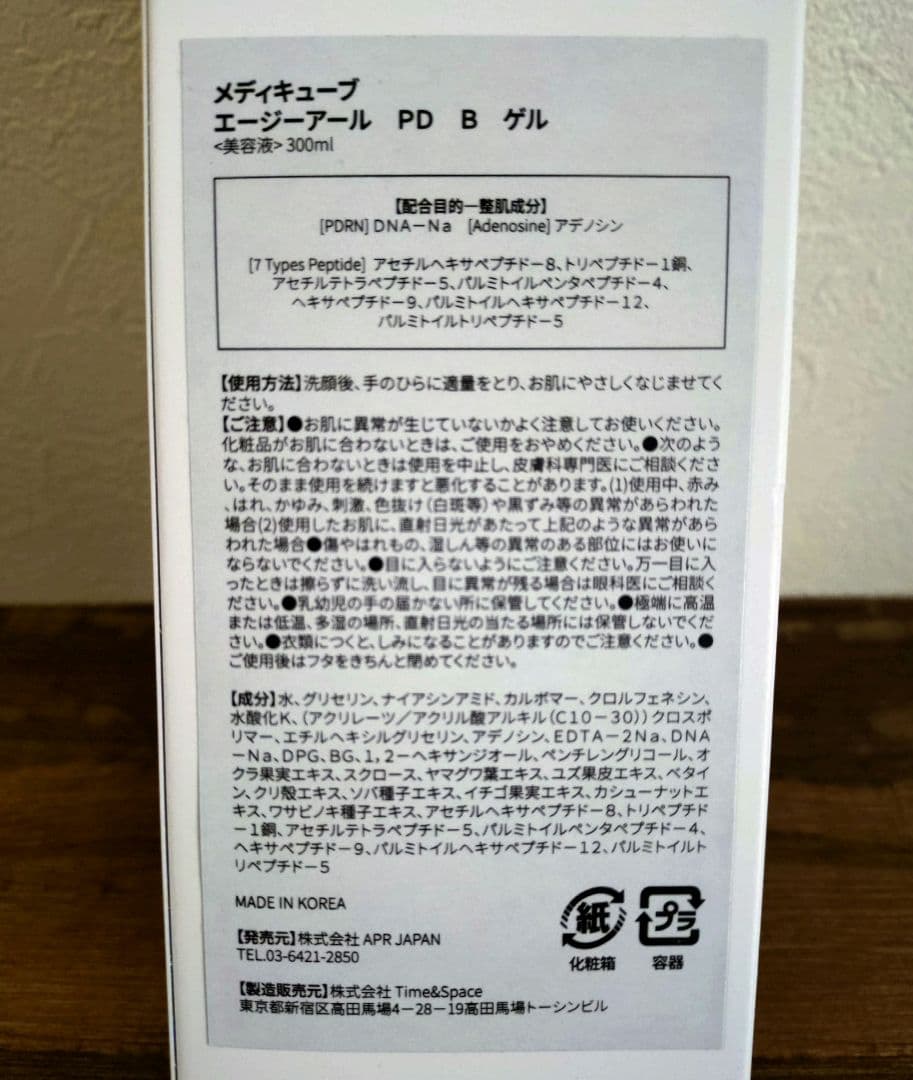 メディキューブ
エージーアール　PD　B　ゲル
<美容液> 300ml
【配合目的ー整肌成分】
[PDRN] DNA－Na　[Adenosine] アデノシン
[7 Types Peptide] アセチルヘキサペプチドー8、トリペプチドー1銅、
アセチルテトラペプチドー5、パルミトイルペンタペプチドー4、
ヘキサペプチドー9、パルミトイルヘキサペプチドー12、
パルミトイルトリペプチドー5
【使用方法】洗顔後、手のひらに適量をとり、お肌にやさしくなじませてく
ださい。
【ご注意】●お肌に異常が生じていないかよく注意してお使いください。
化粧品がお肌に合わないときは、ご使用をおやめください。●次のよう
な、お肌に合わないときは使用を中止し、皮膚科専門医にご相談くださ
い。そのまま使用を続けますと悪化することがあります。(1)使用中、赤み
、はれ、かゆみ、刺激、色抜け（白斑等）や黒ずみ等の異常があらわれた
場合(2)使用したお肌に、直射日光があたって上記のような異常があら
われた場合●傷やはれもの、湿しん等の異常のある部位にはお使いに
ならないでください。●目に入らないようにご注意ください。万一目に入
ったときは擦らずに洗い流し、目に異常が残る場合は眼科医にご相談く
ださい。●乳幼児の手の届かない所に保管してください。●極端に高温
または低温、多湿の場所、直射日光の当たる場所には保管しないでくだ
さい。●衣類につくと、しみになることがありますのでご注意ください。●
ご使用後はフタをきちんと閉めてください。
【成分】水、グリセリン、ナイアシンアミド、カルボマー、クロルフェネシン、
水酸化K、（アクリレーツ／アクリル酸アルキル（C10－30））クロスポ
リマー、エチルヘキシルグリセリン、アデノシン、EDTA－2Na、DNA
－Na、DPG、BG、1，2－ヘキサンジオール、ペンチレングリコール、オ
クラ果実エキス、スクロース、ヤマグワ葉エキス、ユズ果皮エキス、ベタイ
ン、クリ殻エキス、ソバ種子エキス、イチゴ果実エキス、カシューナットエ
キス、ワサビノキ種子エキス、アセチルヘキサペプチドー8、トリペプチド
ー1銅、アセチルテトラペプチドー5、パルミトイルペンタペプチドー4、
ヘキサペプチドー9、パルミトイルヘキサペプチドー12、パルミトイルト
リペプチドー5
MADE IN KOREA
【発売元】株式会社 APR JAPAN
TEL.03-6421-2850
【製造販売元】株式会社 Time&Space
東京都新宿区高田馬場4－28－19高田馬場トーシンビル
紙
化粧箱
プラ
容器